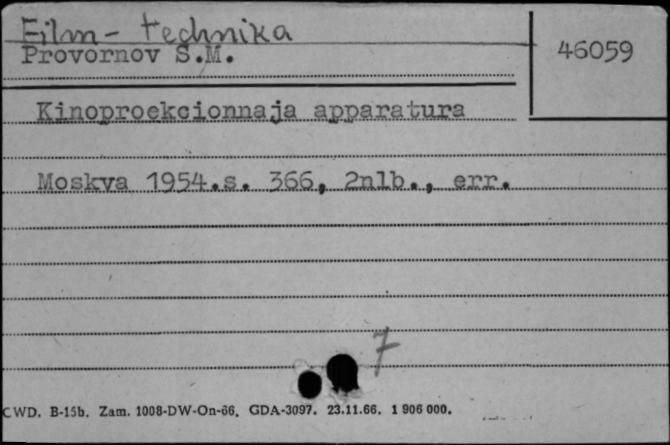 Film - technika
Provornov S.M.
46059
Kinoproekcionnaja apparatura
Moskva 1954.s. 366, 2nlb., err.
7
CWD. B-15b. Zam. 1008-DW-On-66. GDA-3097. 23.11.66. 1 906 000.